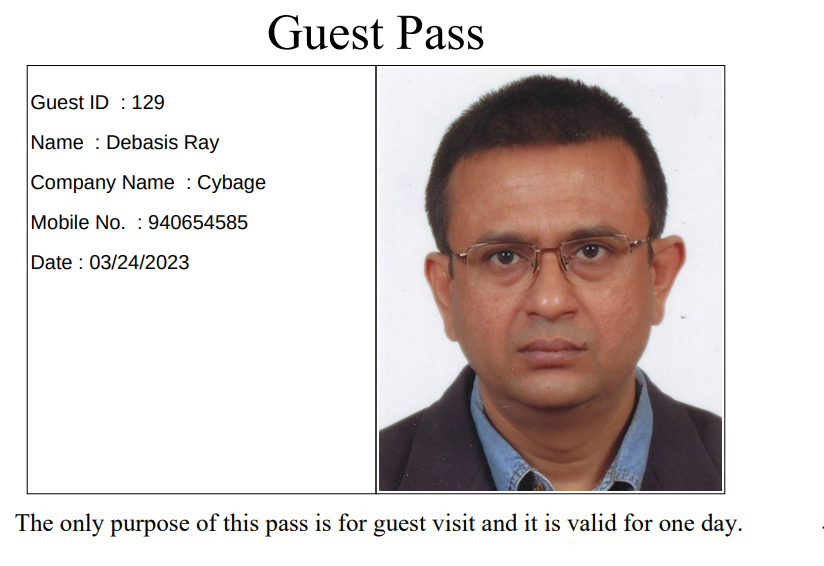 Guest Pass
Guest ID : 129
Name : Debasis Ray
Company Name : Cybage
Mobile No. : 940654585
Date : 03/24/2023
The only purpose of this pass is for guest visit and it is valid for one day.